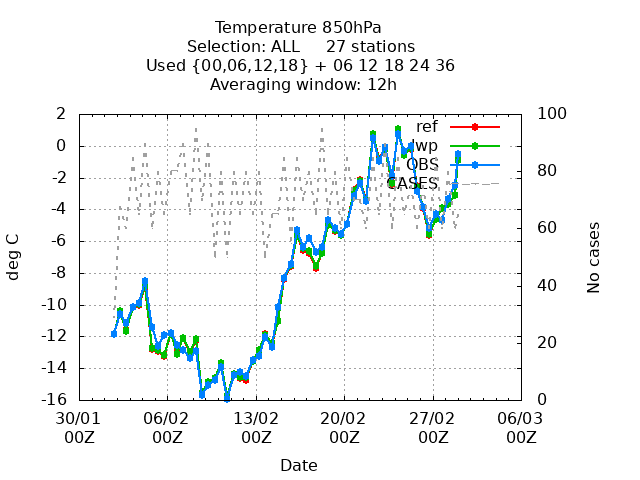 Temperature 850hPa
Selection: ALL     27 stations
Used {00,06,12,18} + 06 12 18 24 36
Averaging window: 12h
2 100
ref
0 lwp
OBS 80
-2 CASES
-4
60
-6
deg C No cases
-8
40
-10
-12
20
-14
-16 0
30/01 06/02 13/02 20/02 27/02 06/03
00Z 00Z 00Z 00Z 00Z 00Z
Date